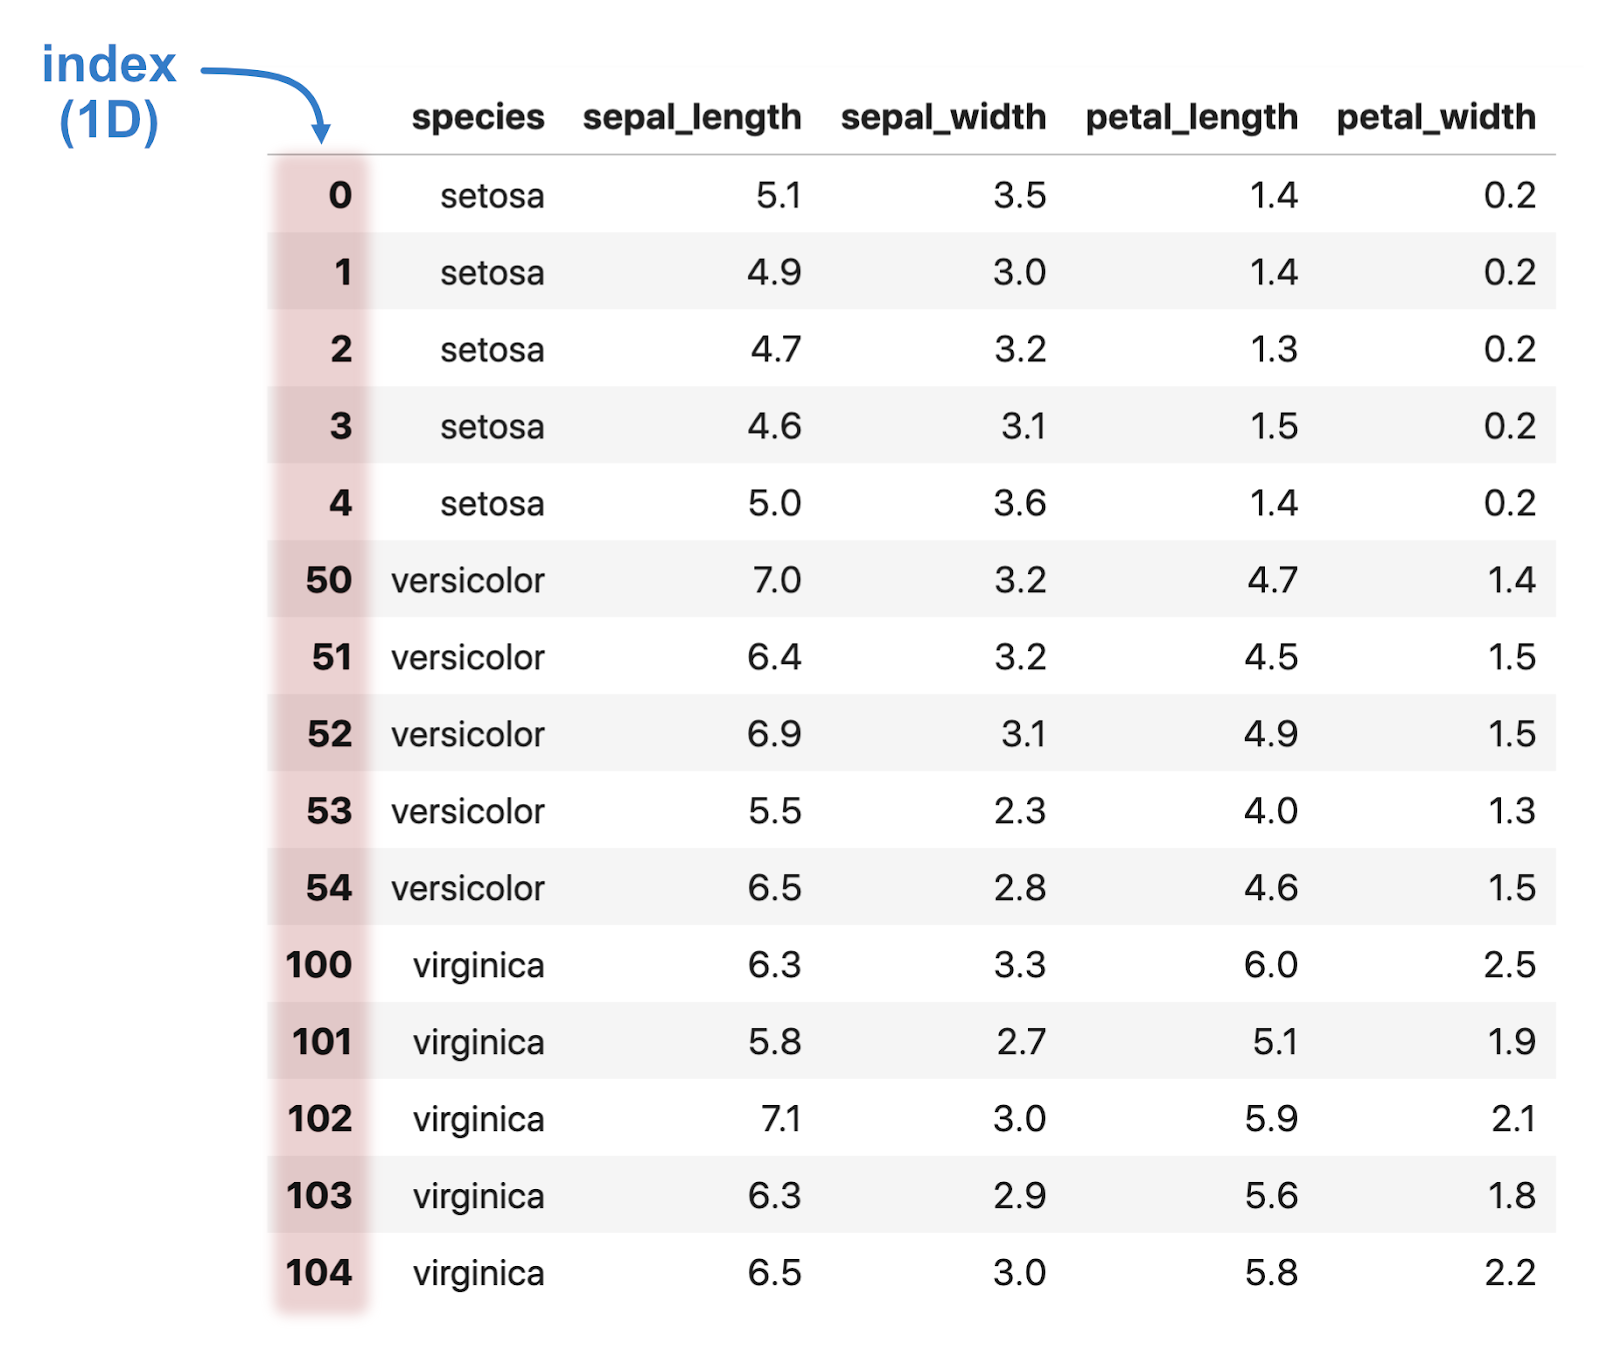 index
(1D)
species sepal_length sepal_width petal_length petal_width
0 setosa 5.1 3.5 1.4 0.2
1 setosa 4.9 3.0 1.4 0.2
2 setosa 4.7 3.2 1.3 0.2
3 setosa 4.6 3.1 1.5 0.2
4 setosa 5.0 3.6 1.4 0.2
50 versicolor 7.0 3.2 4.7 1.4
51 versicolor 6.4 3.2 4.5 1.5
52 versicolor 6.9 3.1 4.9 1.5
53 versicolor 5.5 2.3 4.0 1.3
54 versicolor 6.5 2.8 4.6 1.5
100 virginica 6.3 3.3 6.0 2.5
101 virginica 5.8 2.7 5.1 1.9
102 virginica 7.1 3.0 5.9 2.1
103 virginica 6.3 2.9 5.6 1.8
104 virginica 6.5 3.0 5.8 2.2